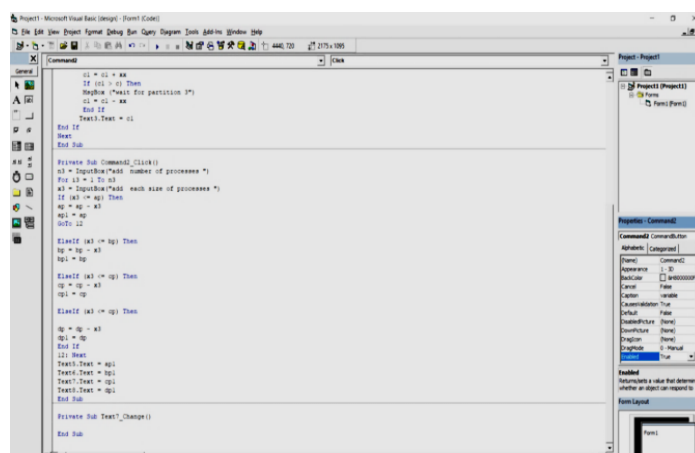 Project1 - Microsoft Visual Basic [design] - [Form1 (Code)]
File Edit View Project Format Debug Run Query Diagram Tools Add-Ins Window Help
4440, 720
2175 x 1095
Command2
Click
General
c1 = c1 + xx
If (c1 > c) Then
MsgBox ("wait for partition 3")
c1 = c1 - xx
End If
Text3.Text = c1
End If
Next
End Sub
Private Sub Command2_Click()
n3 = InputBox("add number of processes ")
For i3 = 1 To n3
x3 = InputBox("add each size of processes ")
If (x3 <= ap) Then
ap = ap - x3
ap1 = ap
GoTo 12
ElseIf (x3 <= bp) Then
bp = bp - x3
bp1 = bp
ElseIf (x3 <= cp) Then
cp = cp - x3
cp1 = cp
ElseIf (x3 <= cp) Then
dp = dp - x3
dp1 = dp
End If
12: Next
Text5.Text = ap1
Text6.Text = bp1
Text7.Text = cp1
Text8.Text = dp1
End Sub
Private Sub Text7_Change()
End Sub
Project - Project1
Project1 (Project1)
Forms
Form1 (Form1)
Properties - Command2
Command2 CommandButton
Alphabetic Categorized
(Name) Command2
Appearance 1 - 3D
BackColor
Cancel False
Caption variable
CausesValidation True
Default False
DisabledPicture (None)
DownPicture (None)
DragIcon (None)
DragMode 0 - Manual
Enabled True
Enabled
Returns/sets a value that determin
whether an object can respond to
Form Layout
Form1